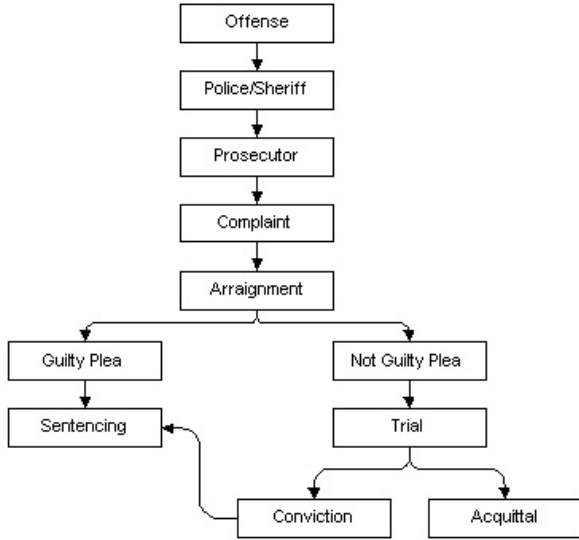 Offense
Police/Sheriff
Prosecutor
Complaint
Arraignment
Guilty Plea
Not Guilty Plea
Sentencing
Trial
Conviction
Acquittal